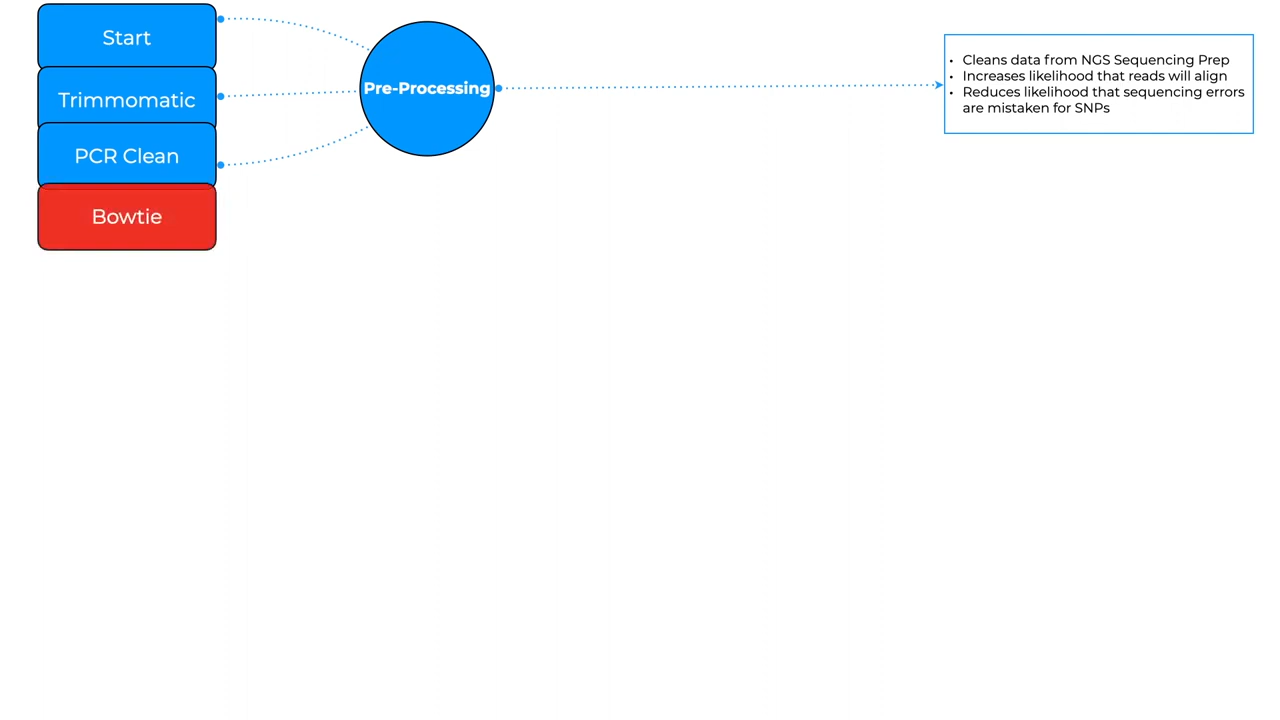 Start
Trimmomatic
PCR Clean
Bowtie
Pre-Processing
• Cleans data from NGS Sequencing Prep
• Increases likelihood that reads will align
• Reduces likelihood that sequencing errors
are mistaken for SNPs